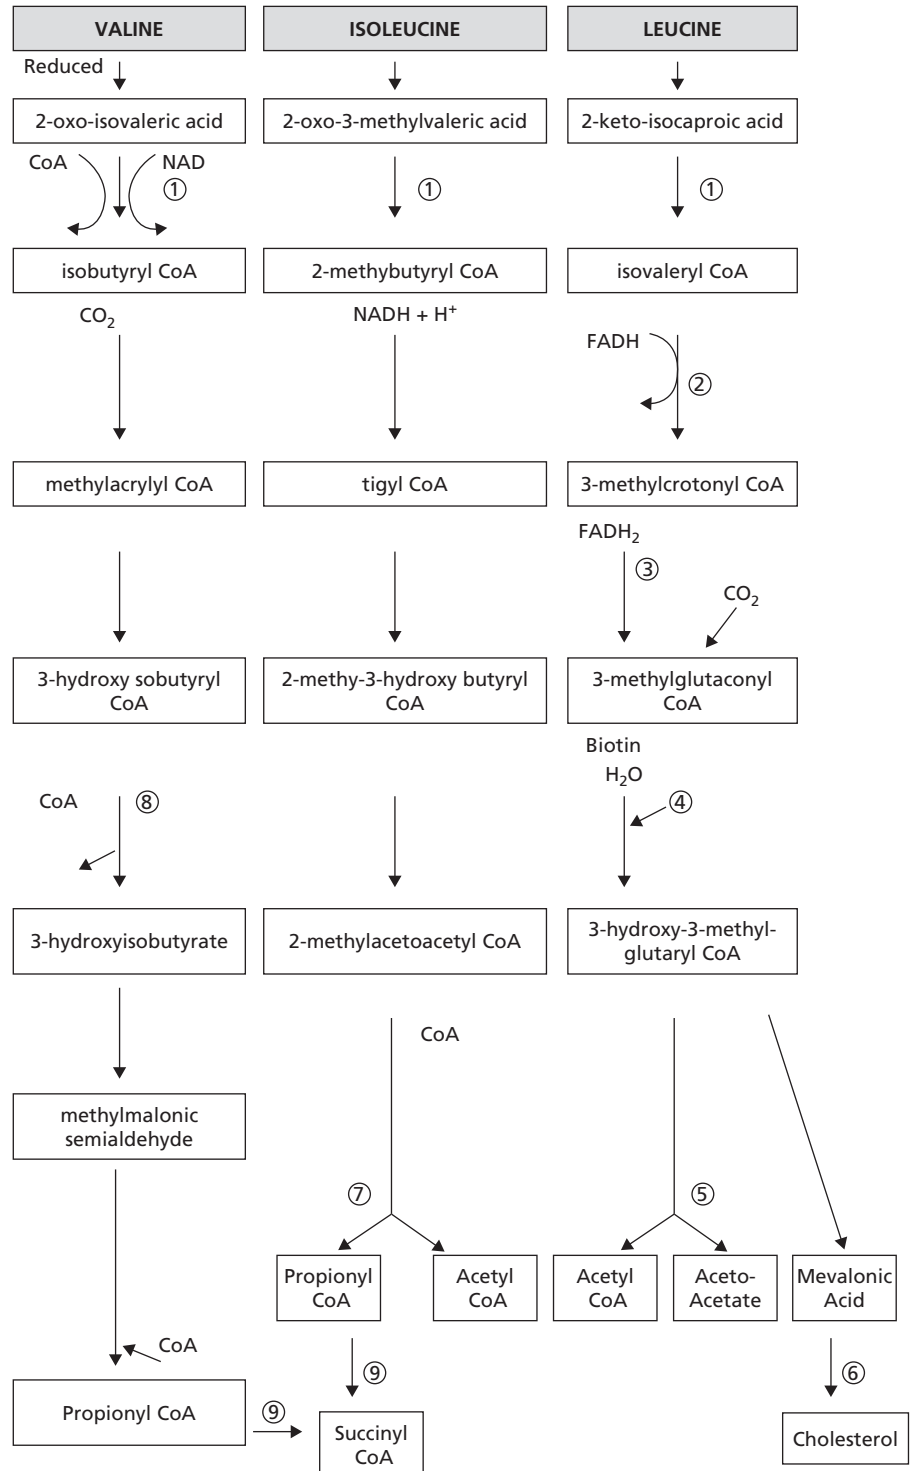 VALINE
ISOLEUCINE
LEUCINE
Reduced
2-oxo-isovaleric acid
2-oxo-3-methylvaleric acid
2-keto-isocaproic acid
CoA
NAD
①
①
①
isobutyryl CoA
2-methybutyryl CoA
isovaleryl CoA
CO₂
NADH + H⁺
FADH
②
methylacrylyl CoA
tigyl CoA
3-methylcrotonyl CoA
FADH₂
③
CO₂
3-hydroxy sobutyryl
CoA
2-methy-3-hydroxy butyryl
CoA
3-methylglutaconyl
CoA
Biotin
H₂O
CoA
⑧
④
3-hydroxyisobutyrate
2-methylacetoacetyl CoA
3-hydroxy-3-methyl-
glutaryl CoA
CoA
methylmalonic
semialdehyde
⑦
⑤
Propionyl
CoA
Acetyl
CoA
Acetyl
CoA
Aceto-
Acetate
Mevalonic
Acid
CoA
⑨
⑥
Propionyl CoA
⑨
Succinyl
CoA
Cholesterol